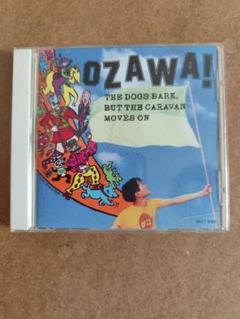 OZAWA!
THE DOGS BARK,
BUT THE CARAVAN
MOVES ON